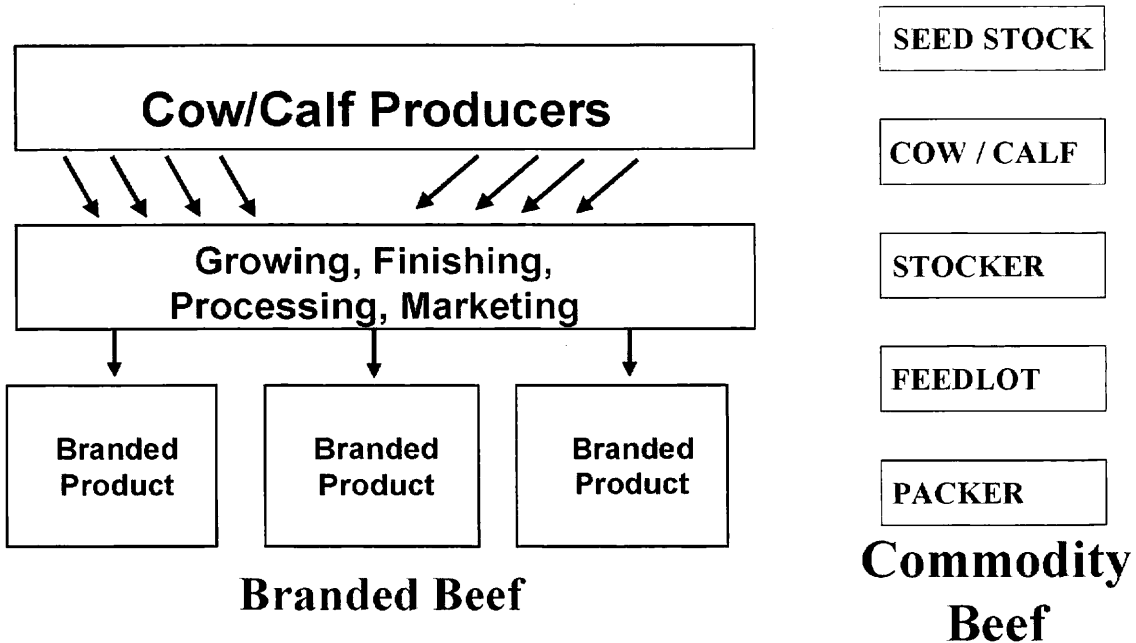 Cow/Calf Producers
Growing, Finishing,
Processing, Marketing
Branded
Product
Branded
Product
Branded
Product
Branded Beef
SEED STOCK
COW / CALF
STOCKER
FEEDLOT
PACKER
Commodity
Beef